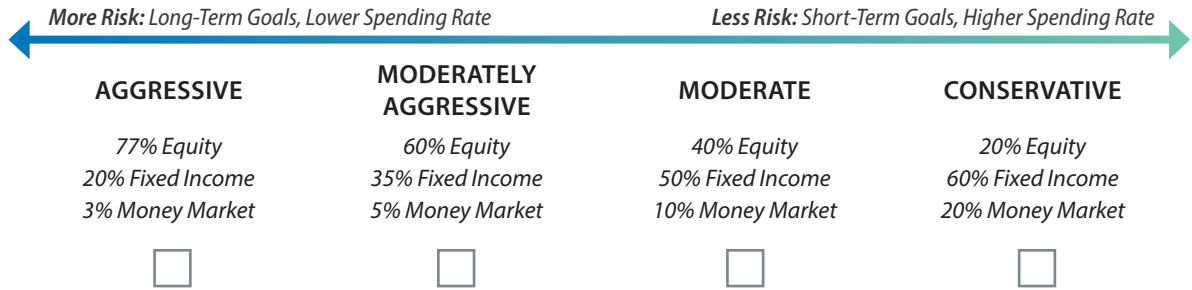 More Risk: Long-Term Goals, Lower Spending Rate
Less Risk: Short-Term Goals, Higher Spending Rate
AGGRESSIVE
77% Equity
20% Fixed Income
3% Money Market
MODERATELY
AGGRESSIVE
60% Equity
35% Fixed Income
5% Money Market
MODERATE
40% Equity
50% Fixed Income
10% Money Market
CONSERVATIVE
20% Equity
60% Fixed Income
20% Money Market